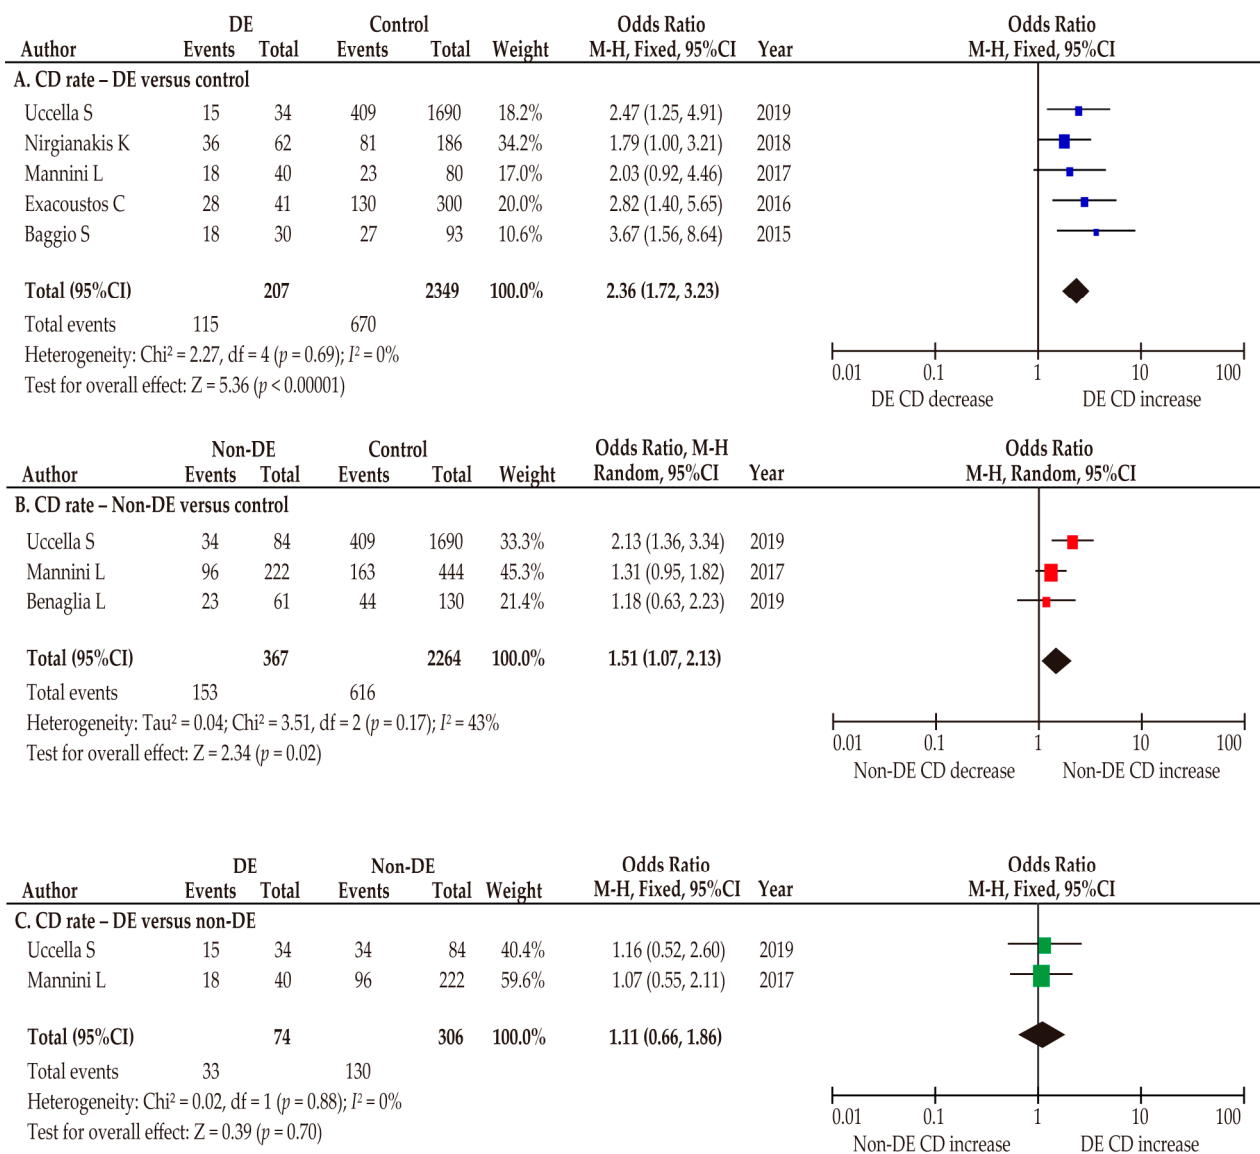 DE Control Odds Ratio Odds Ratio
Author Events Total Events Total Weight M-H, Fixed, 95%CI Year M-H, Fixed, 95%CI
A. CD rate – DE versus control
Uccella S 15 34 409 1690 18.2% 2.47 (1.25, 4.91) 2019
Nirgianakis K 36 62 81 186 34.2% 1.79 (1.00, 3.21) 2018
Mannini L 18 40 23 80 17.0% 2.03 (0.92, 4.46) 2017
Exacoustos C 28 41 130 300 20.0% 2.82 (1.40, 5.65) 2016
Baggio S 18 30 27 93 10.6% 3.67 (1.56, 8.64) 2015
Total (95%CI) 207 2349 100.0% 2.36 (1.72, 3.23)
Total events 115 670
Heterogeneity: Chi² = 2.27, df = 4 (p = 0.69); I² = 0%
Test for overall effect: Z = 5.36 (p < 0.00001)
0.01 0.1 1 10 100
DE CD decrease DE CD increase
Non-DE Control Odds Ratio, M-H Odds Ratio
Author Events Total Events Total Weight Random, 95%CI Year M-H, Random, 95%CI
B. CD rate – Non-DE versus control
Uccella S 34 84 409 1690 33.3% 2.13 (1.36, 3.34) 2019
Mannini L 96 222 163 444 45.3% 1.31 (0.95, 1.82) 2017
Benaglia L 23 61 44 130 21.4% 1.18 (0.63, 2.23) 2019
Total (95%CI) 367 2264 100.0% 1.51 (1.07, 2.13)
Total events 153 616
Heterogeneity: Tau² = 0.04; Chi² = 3.51, df = 2 (p = 0.17); I² = 43%
Test for overall effect: Z = 2.34 (p = 0.02)
0.01 0.1 1 10 100
Non-DE CD decrease Non-DE CD increase
DE Non-DE Odds Ratio Odds Ratio
Author Events Total Events Total Weight M-H, Fixed, 95%CI Year M-H, Fixed, 95%CI
C. CD rate – DE versus non-DE
Uccella S 15 34 34 84 40.4% 1.16 (0.52, 2.60) 2019
Mannini L 18 40 96 222 59.6% 1.07 (0.55, 2.11) 2017
Total (95%CI) 74 306 100.0% 1.11 (0.66, 1.86)
Total events 33 130
Heterogeneity: Chi² = 0.02, df = 1 (p = 0.88); I² = 0%
Test for overall effect: Z = 0.39 (p = 0.70)
0.01 0.1 1 10 100
Non-DE CD increase DE CD increase